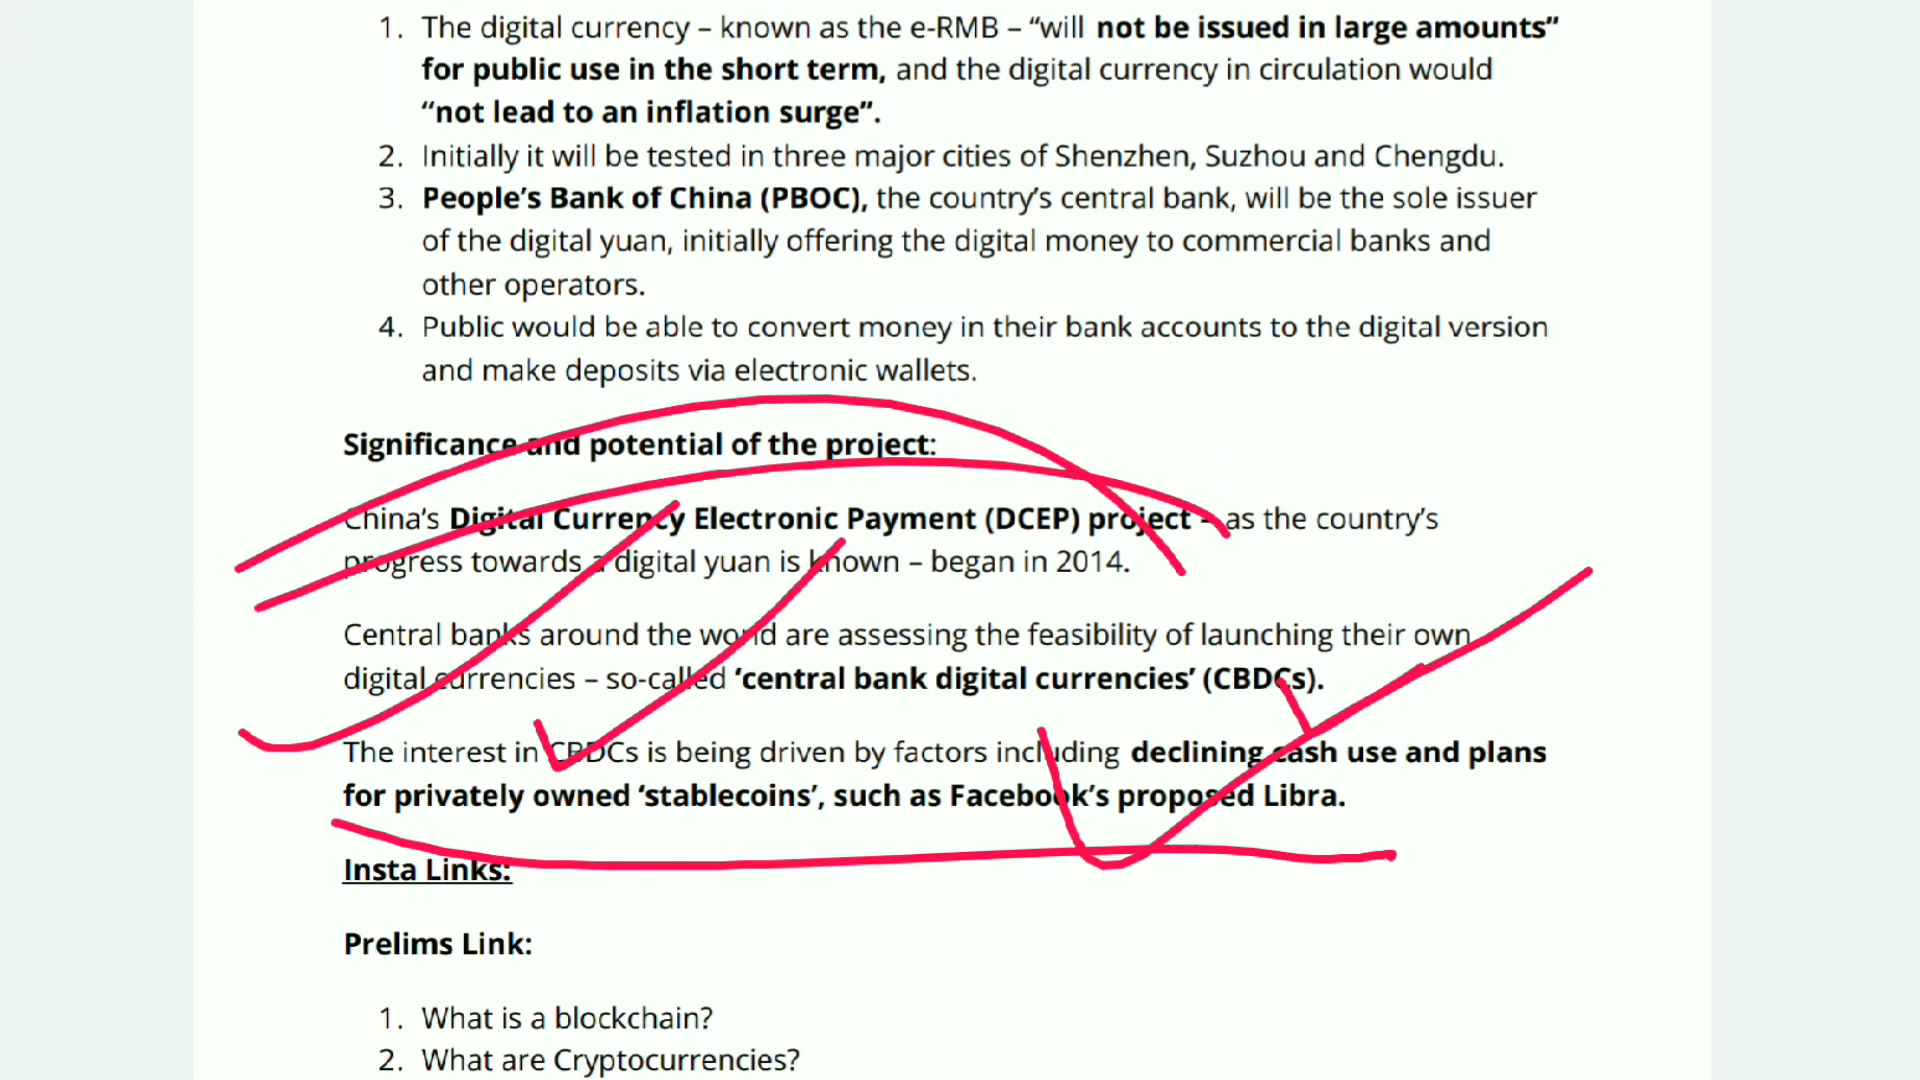 1. The digital currency – known as the e-RMB – “will not be issued in large amounts”
for public use in the short term, and the digital currency in circulation would
“not lead to an inflation surge”.
2. Initially it will be tested in three major cities of Shenzhen, Suzhou and Chengdu.
3. People’s Bank of China (PBOC), the country’s central bank, will be the sole issuer
of the digital yuan, initially offering the digital money to commercial banks and
other operators.
4. Public would be able to convert money in their bank accounts to the digital version
and make deposits via electronic wallets.
Significance and potential of the project:
China’s Digital Currency Electronic Payment (DCEP) project – as the country’s
progress towards a digital yuan is known – began in 2014.
Central banks around the world are assessing the feasibility of launching their own
digital currencies – so-called ‘central bank digital currencies’ (CBDCs).
The interest in CBDCs is being driven by factors including declining cash use and plans
for privately owned ‘stablecoins’, such as Facebook’s proposed Libra.
Insta Links:
Prelims Link:
1. What is a blockchain?
2. What are Cryptocurrencies?